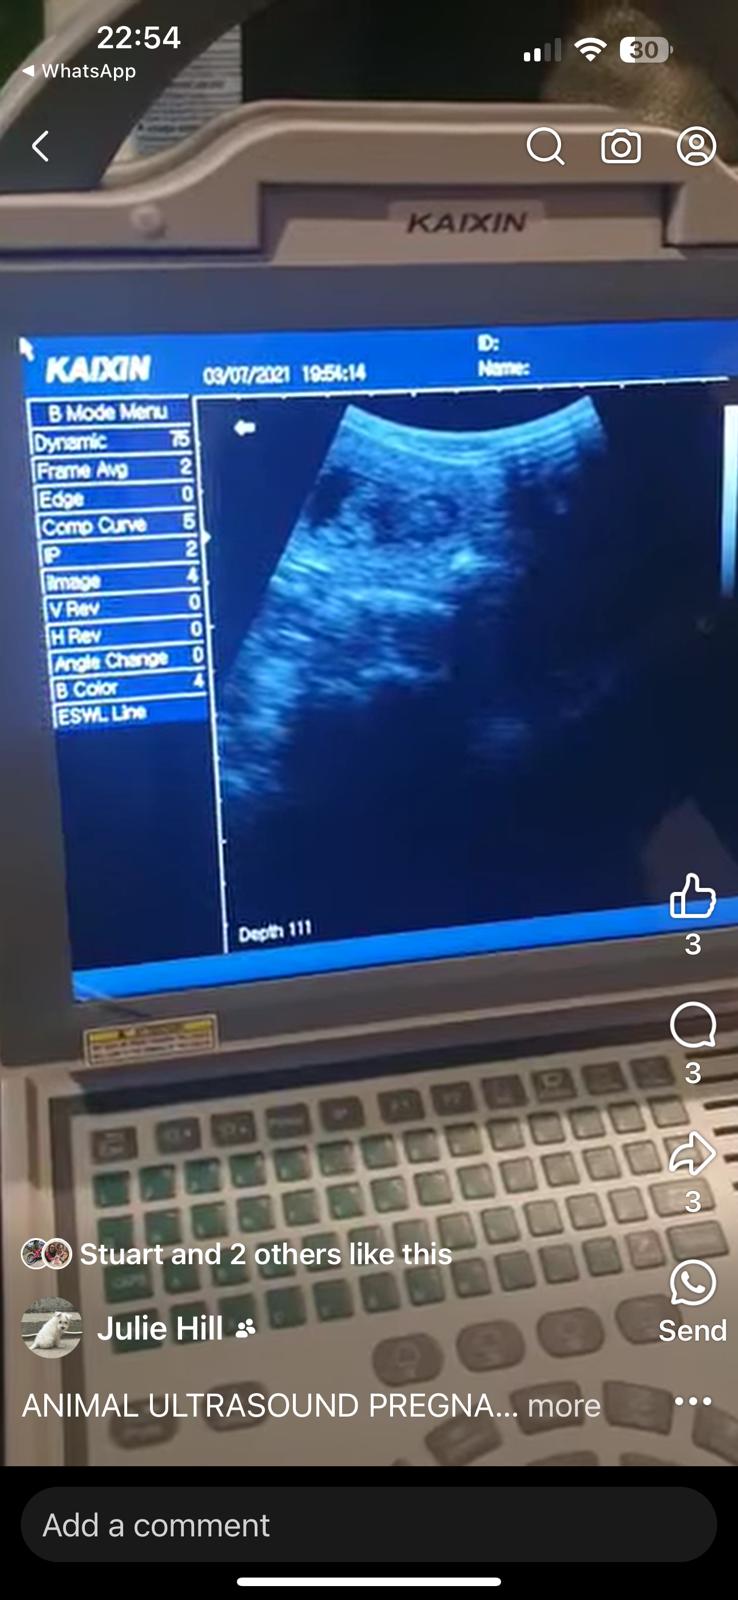 22:54
30
WhatsApp
KAIXIN
KAIXIN
03/07/2021 19:54:14
ID:
Name:
B Mode Menu
Dynamic 75
Frame Avg 2
Edge 0
Comp Curve 5
IP 2
Image 4
V Rev 0
H Rev 0
Angle Change 0
B Color 4
ESWL Line
Depth 111
3
3
3
Stuart and 2 others like this
Julie Hill
Send
ANIMAL ULTRASOUND PREGNA... more
Add a comment